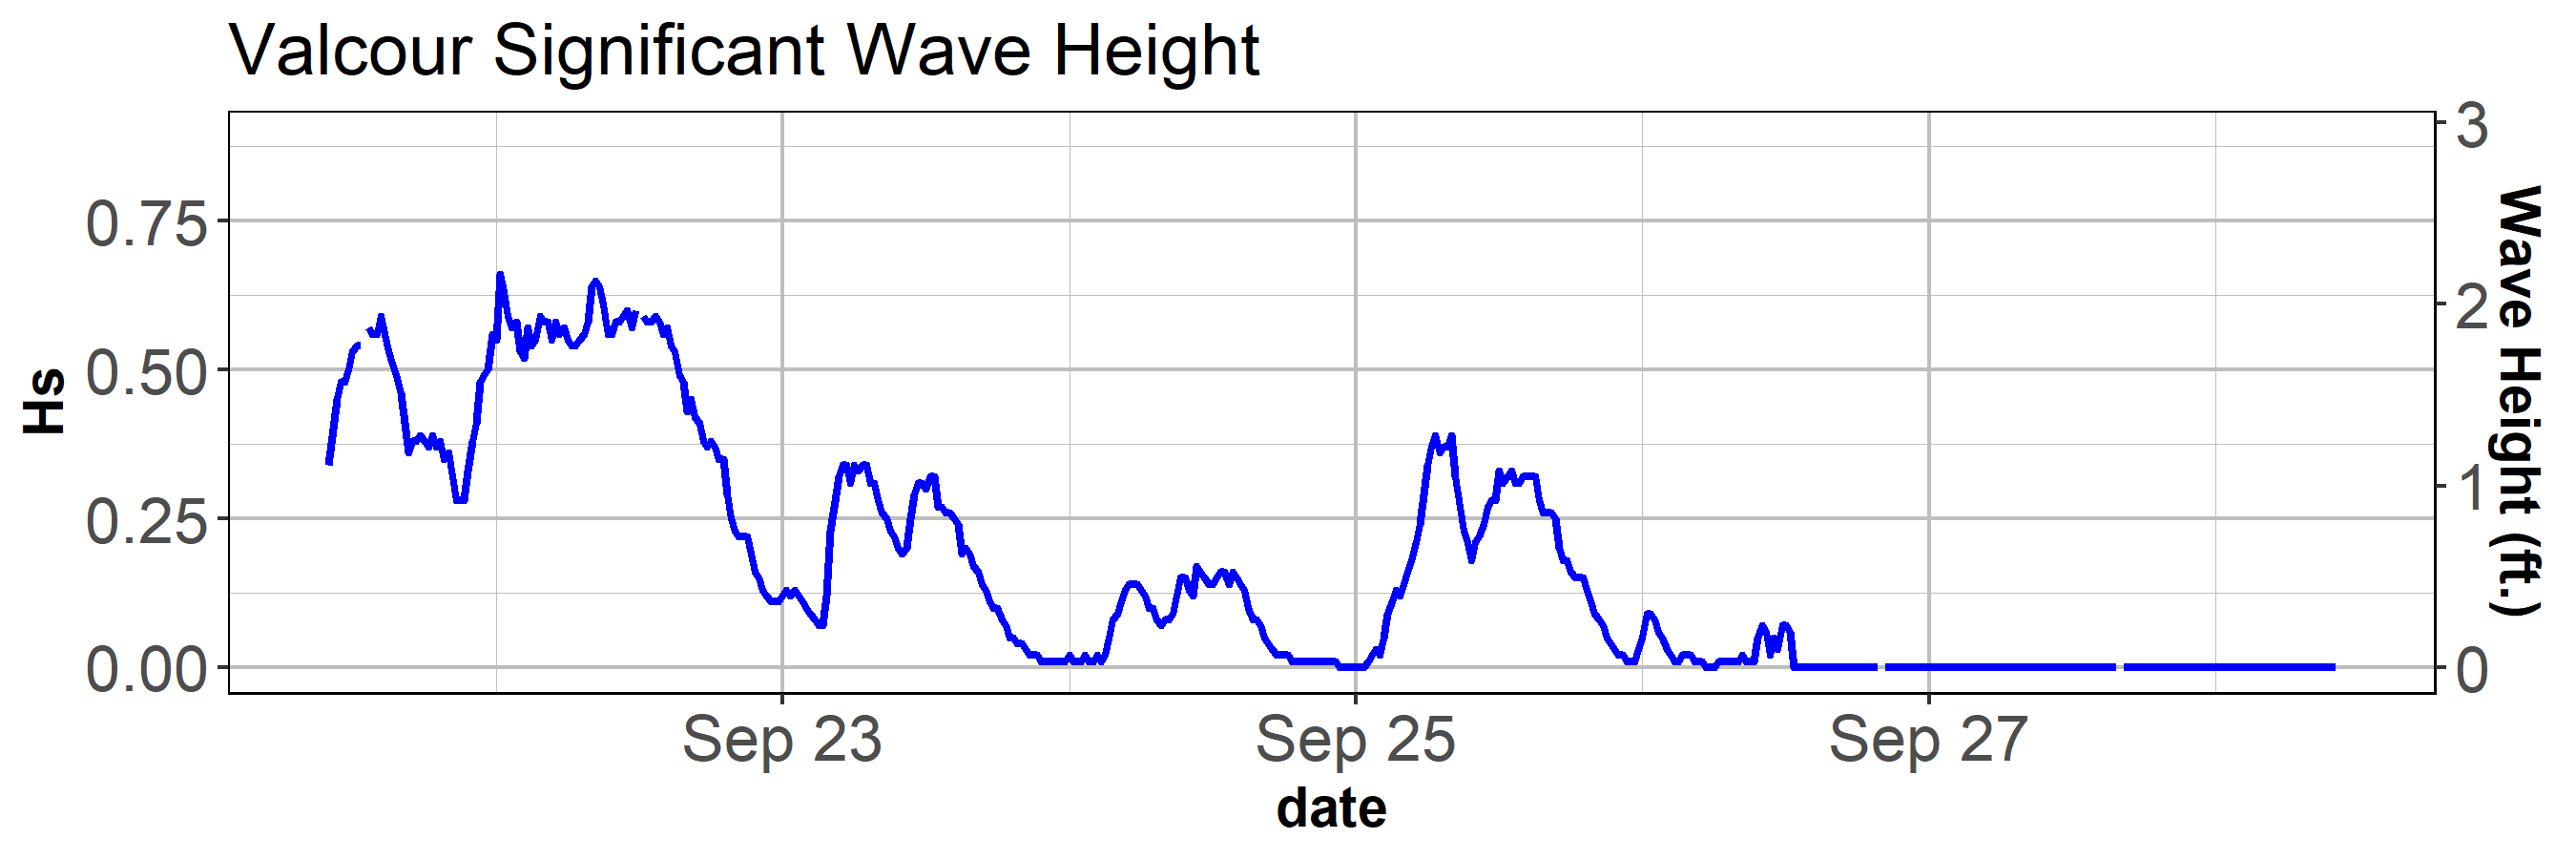 Valcour Significant Wave Height
Hs
0.75
0.50
0.25
0.00
3
2
1
0
Wave Height (ft.)
Sep 23
Sep 25
Sep 27
date